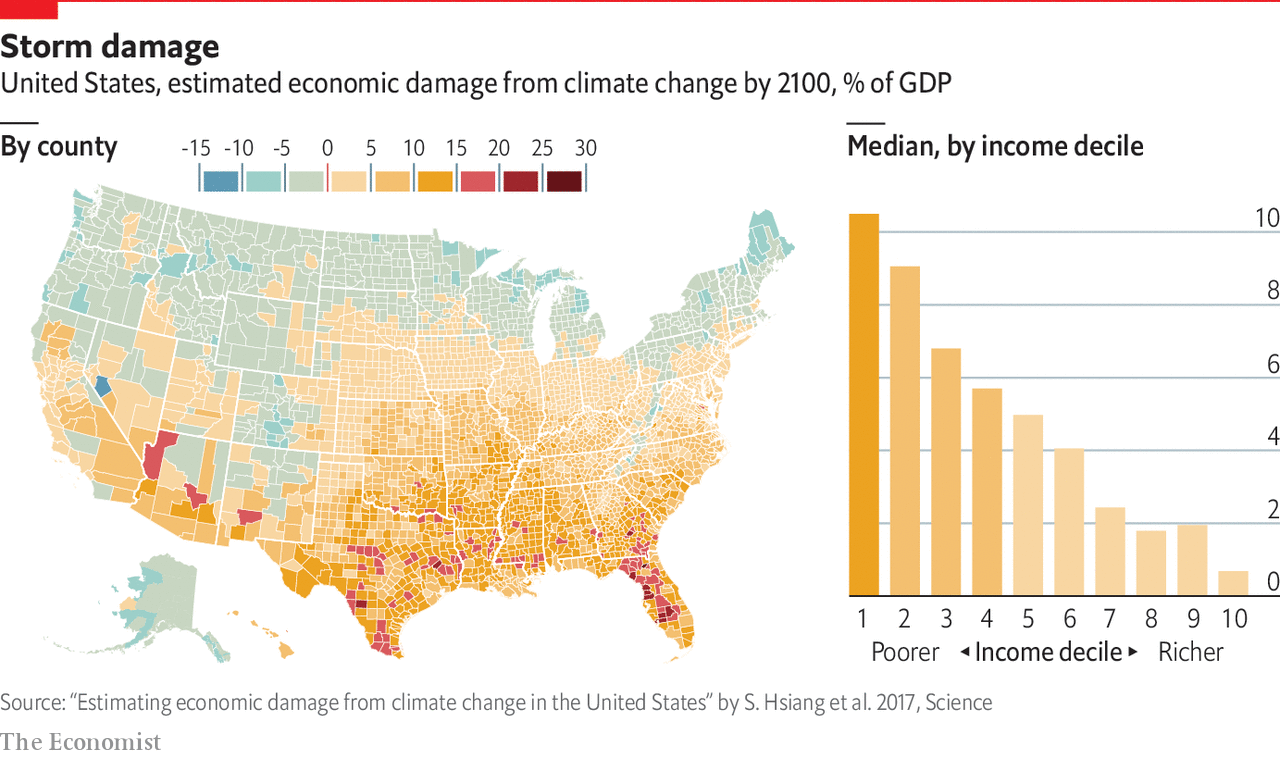 Storm damage
United States, estimated economic damage from climate change by 2100, % of GDP
By county
-15 -10 -5 0 5 10 15 20 25 30
Median, by income decile
10
8
6
4
2
0
1 2 3 4 5 6 7 8 9 10
Poorer ◂ Income decile ▸ Richer
Source: “Estimating economic damage from climate change in the United States” by S. Hsiang et al. 2017, Science
The Economist